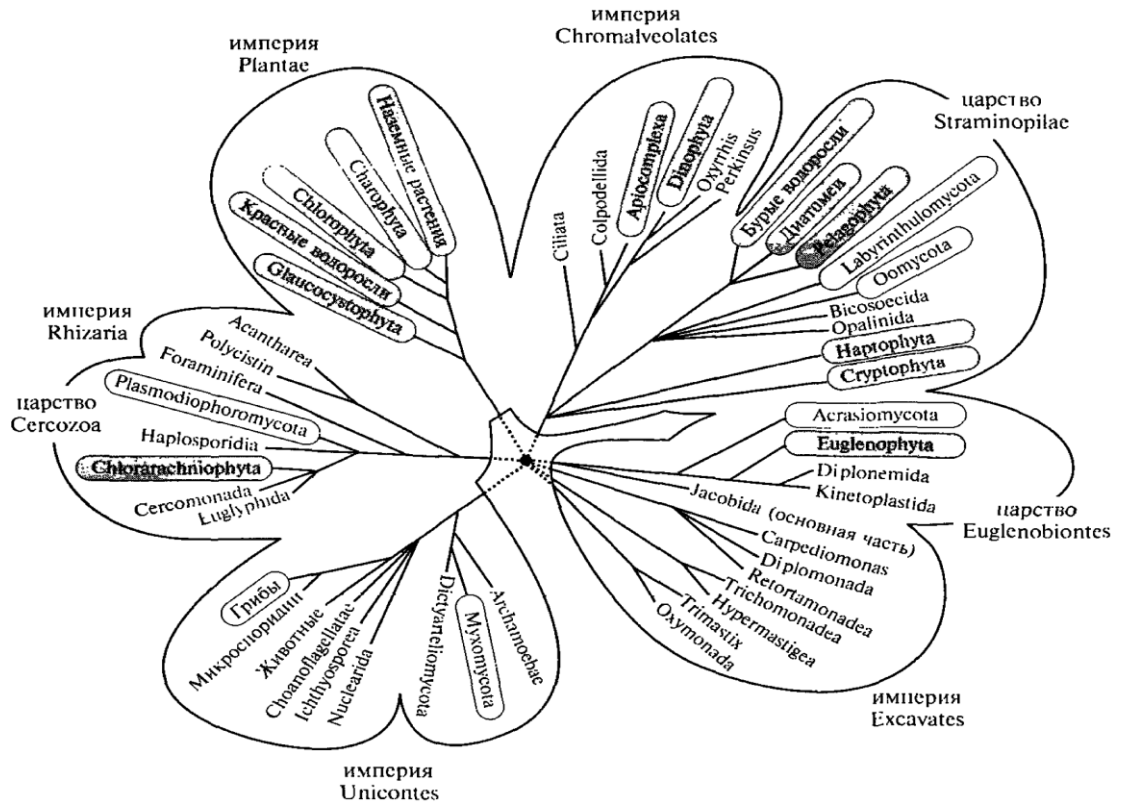 империя
Plantae
империя
Chromalveolates
царство
Straminopilae
Наземные растения
Charophyta
Chlorophyta
Красные водоросли
Glaucocystophyta
Ciliata
Colpodellida
Apiocomplexa
Dinophyta
Oxyrrhis
Perkinsus
Бурые водоросли
Диатомеи
Pelagophyta
Labyrinthulomycota
Oomycota
Bicosoecida
Opalinida
Haptophyta
Cryptophyta
империя
Rhizaria
Acantharea
Polycistin
Foraminifera
Plasmodiophoromycota
царство
Cercozoa
Haplosporidia
Chlorarachniophyta
Cercomonada
Euglyphida
Acrasiomycota
Euglenophyta
Diplonemida
Kinetoplastida
царство
Euglenobiontes
Jacobida (основная часть)
Carpediomonas
Diplomonada
Retortamonadea
Trichomonadea
Hypermastigea
Trimastix
Oxymonada
империя
Excavates
Грибы
Микроспоридии
Животные
Choanoflagellatae
Ichthyosporea
Nuclearida
Dictyaneliomycota
Myxomycota
Archamoebae
империя
Unicontes